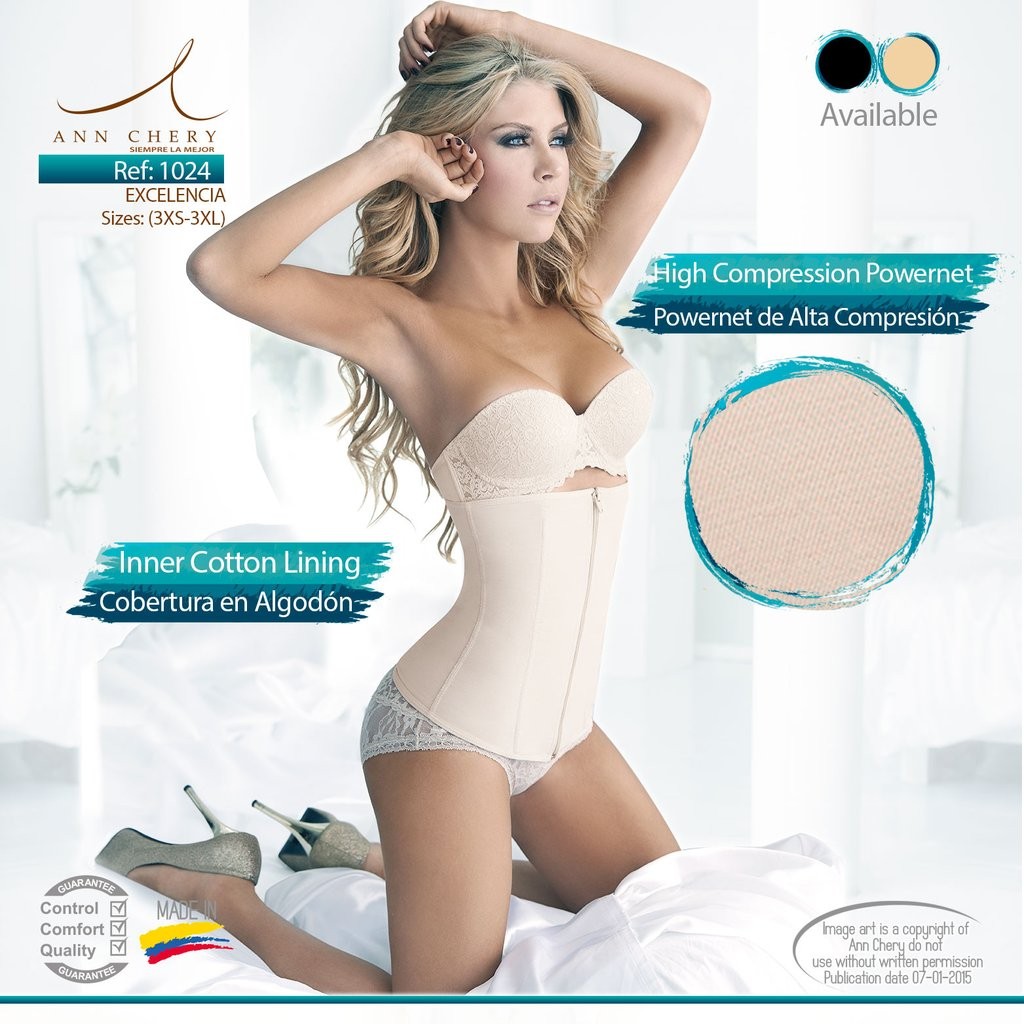 ANN CHERY
SIEMPRE LA MEJOR
Ref: 1024
EXCELENCIA
Sizes: (3XS-3XL)
Available
High Compression Powernet
Powernet de Alta Compresión
Inner Cotton Lining
Cobertura en Algodón
GUARANTEE
Control
Comfort
Quality
GUARANTEE
MADE IN
Image art is a copyright of
Ann Chery do not
use without written permission
Publication date 07-01-2015